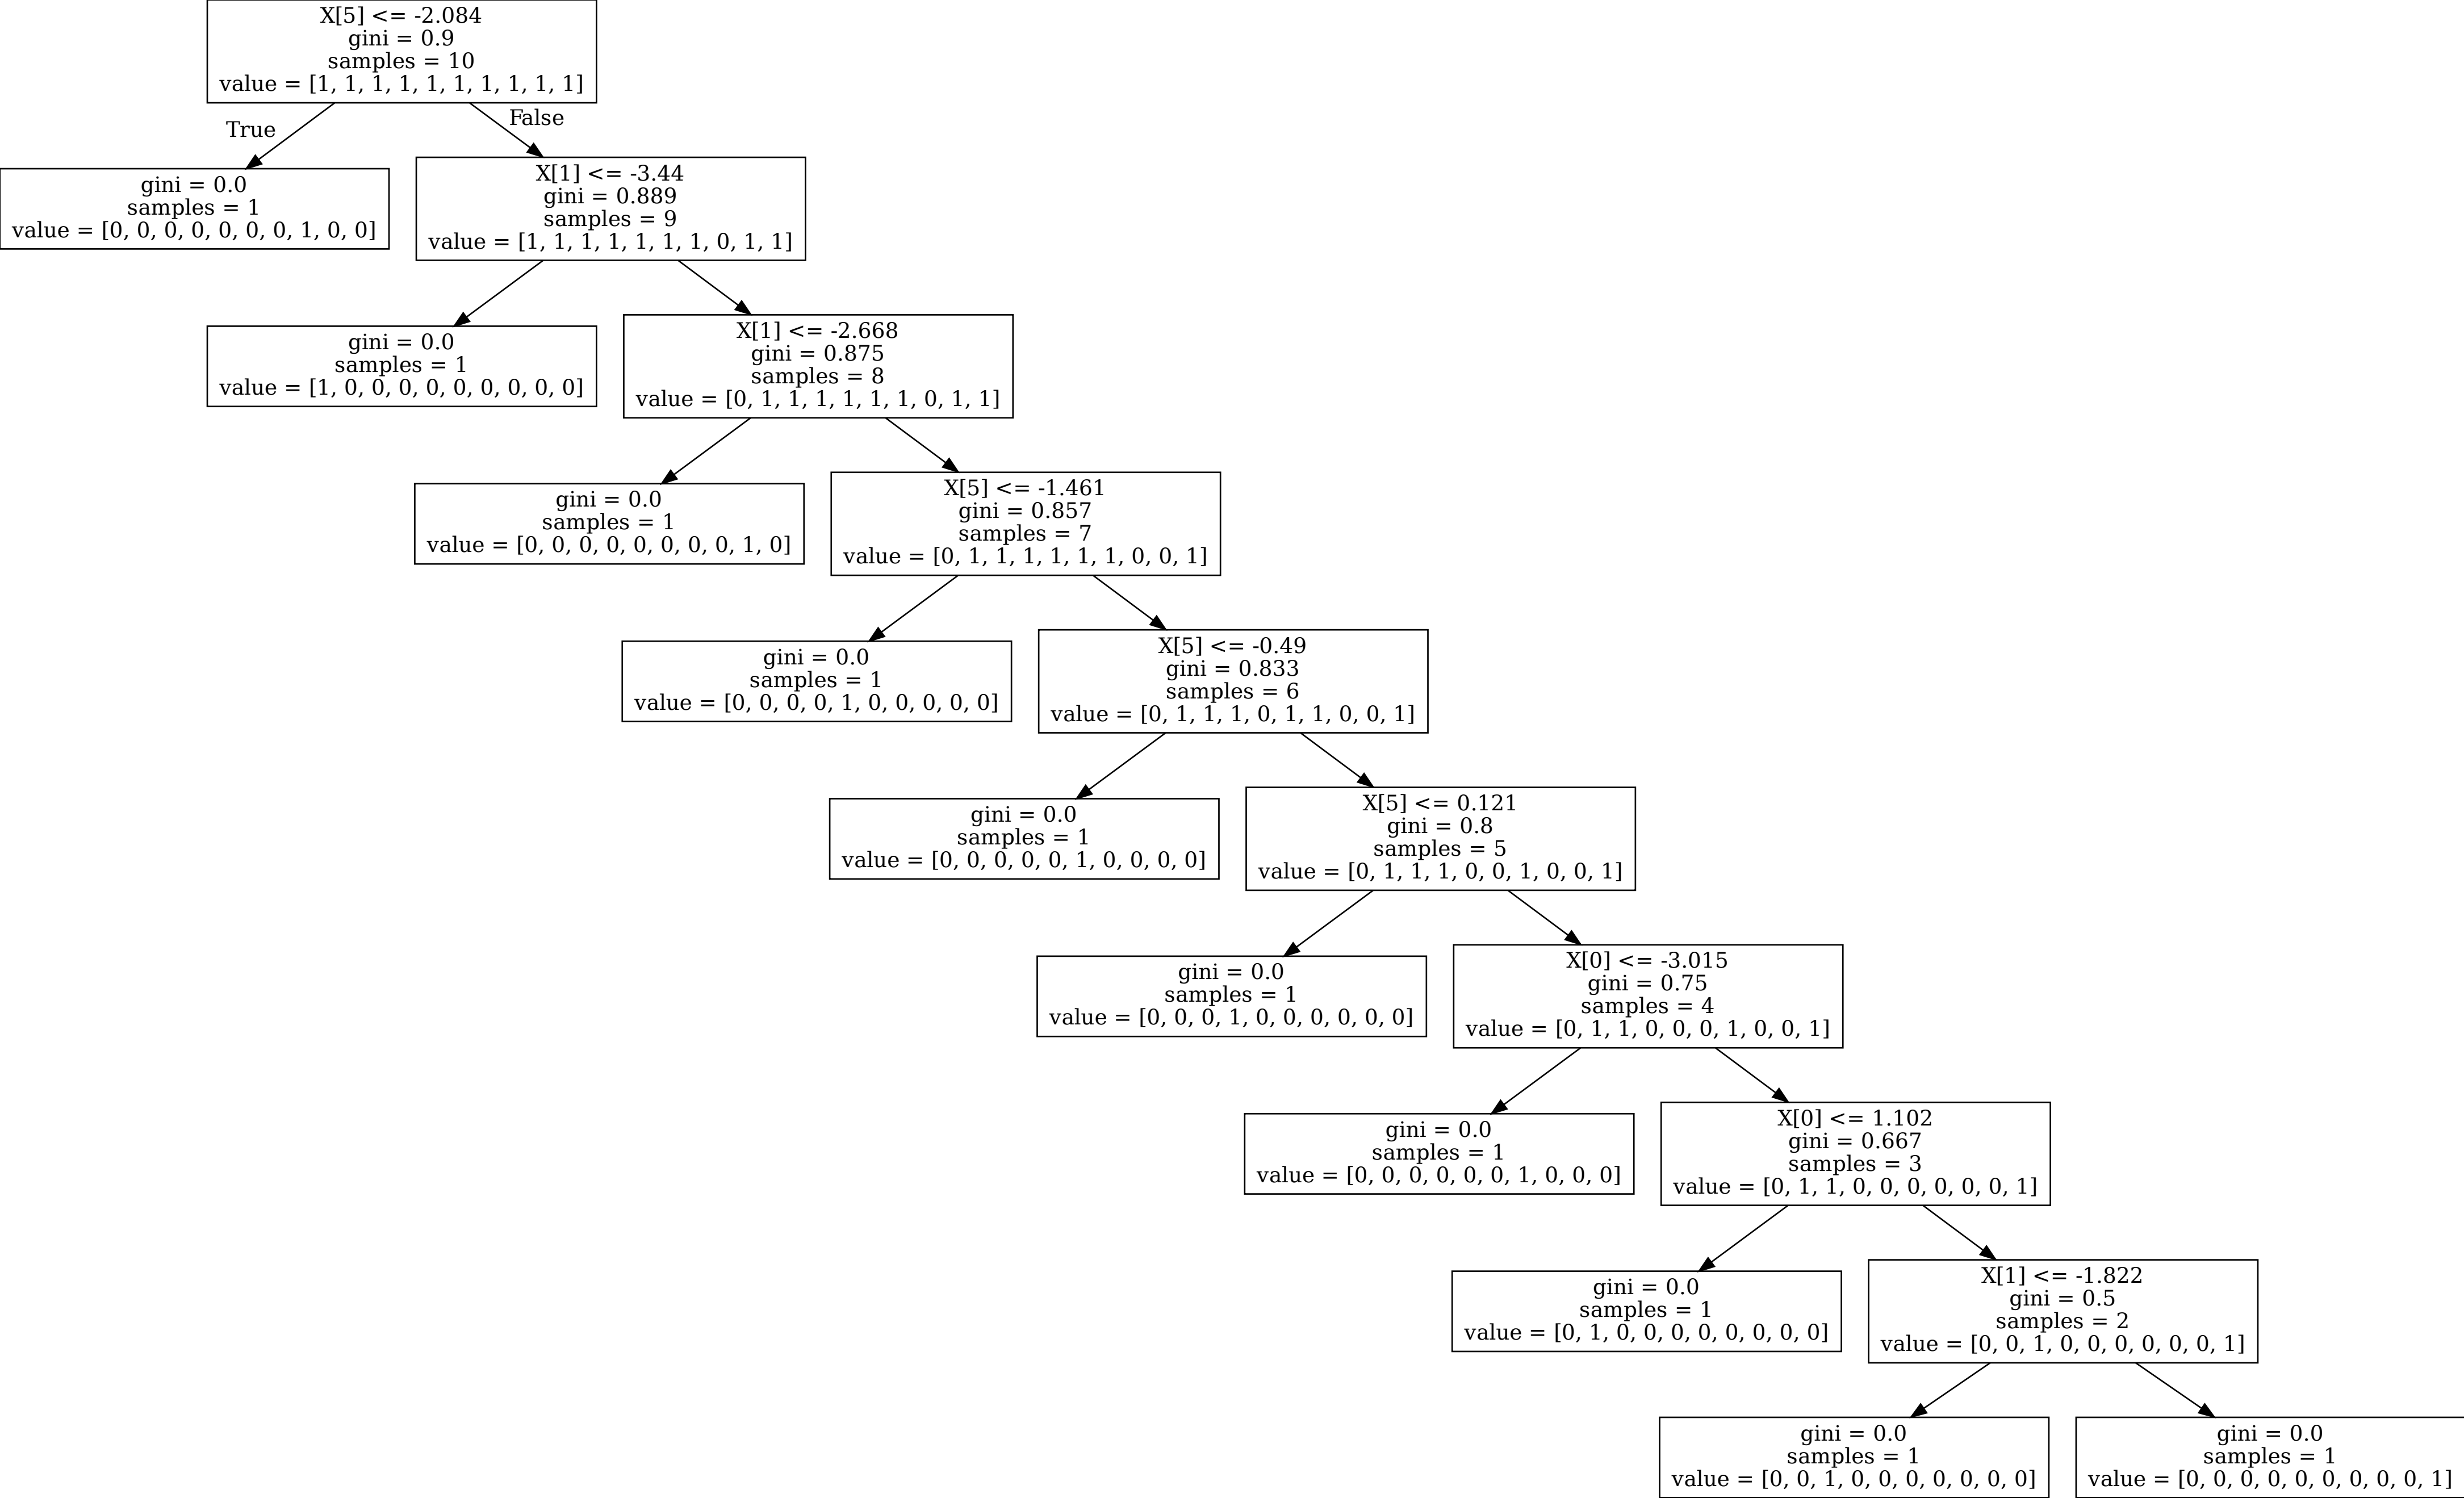 X[5] <= -2.084
gini = 0.9
samples = 10
value = [1, 1, 1, 1, 1, 1, 1, 1, 1, 1]
True
False
gini = 0.0
samples = 1
value = [0, 0, 0, 0, 0, 0, 0, 1, 0, 0]
X[1] <= -3.44
gini = 0.889
samples = 9
value = [1, 1, 1, 1, 1, 1, 1, 0, 1, 1]
gini = 0.0
samples = 1
value = [1, 0, 0, 0, 0, 0, 0, 0, 0, 0]
X[1] <= -2.668
gini = 0.875
samples = 8
value = [0, 1, 1, 1, 1, 1, 1, 0, 1, 1]
gini = 0.0
samples = 1
value = [0, 0, 0, 0, 0, 0, 0, 0, 1, 0]
X[5] <= -1.461
gini = 0.857
samples = 7
value = [0, 1, 1, 1, 1, 1, 1, 0, 0, 1]
gini = 0.0
samples = 1
value = [0, 0, 0, 0, 1, 0, 0, 0, 0, 0]
X[5] <= -0.49
gini = 0.833
samples = 6
value = [0, 1, 1, 1, 0, 1, 1, 0, 0, 1]
gini = 0.0
samples = 1
value = [0, 0, 0, 0, 0, 1, 0, 0, 0, 0]
X[5] <= 0.121
gini = 0.8
samples = 5
value = [0, 1, 1, 1, 0, 0, 1, 0, 0, 1]
gini = 0.0
samples = 1
value = [0, 0, 0, 1, 0, 0, 0, 0, 0, 0]
X[0] <= -3.015
gini = 0.75
samples = 4
value = [0, 1, 1, 0, 0, 0, 1, 0, 0, 1]
gini = 0.0
samples = 1
value = [0, 0, 0, 0, 0, 0, 1, 0, 0, 0]
X[0] <= 1.102
gini = 0.667
samples = 3
value = [0, 1, 1, 0, 0, 0, 0, 0, 0, 1]
gini = 0.0
samples = 1
value = [0, 1, 0, 0, 0, 0, 0, 0, 0, 0]
X[1] <= -1.822
gini = 0.5
samples = 2
value = [0, 0, 1, 0, 0, 0, 0, 0, 0, 1]
gini = 0.0
samples = 1
value = [0, 0, 1, 0, 0, 0, 0, 0, 0, 0]
gini = 0.0
samples = 1
value = [0, 0, 0, 0, 0, 0, 0, 0, 0, 1]